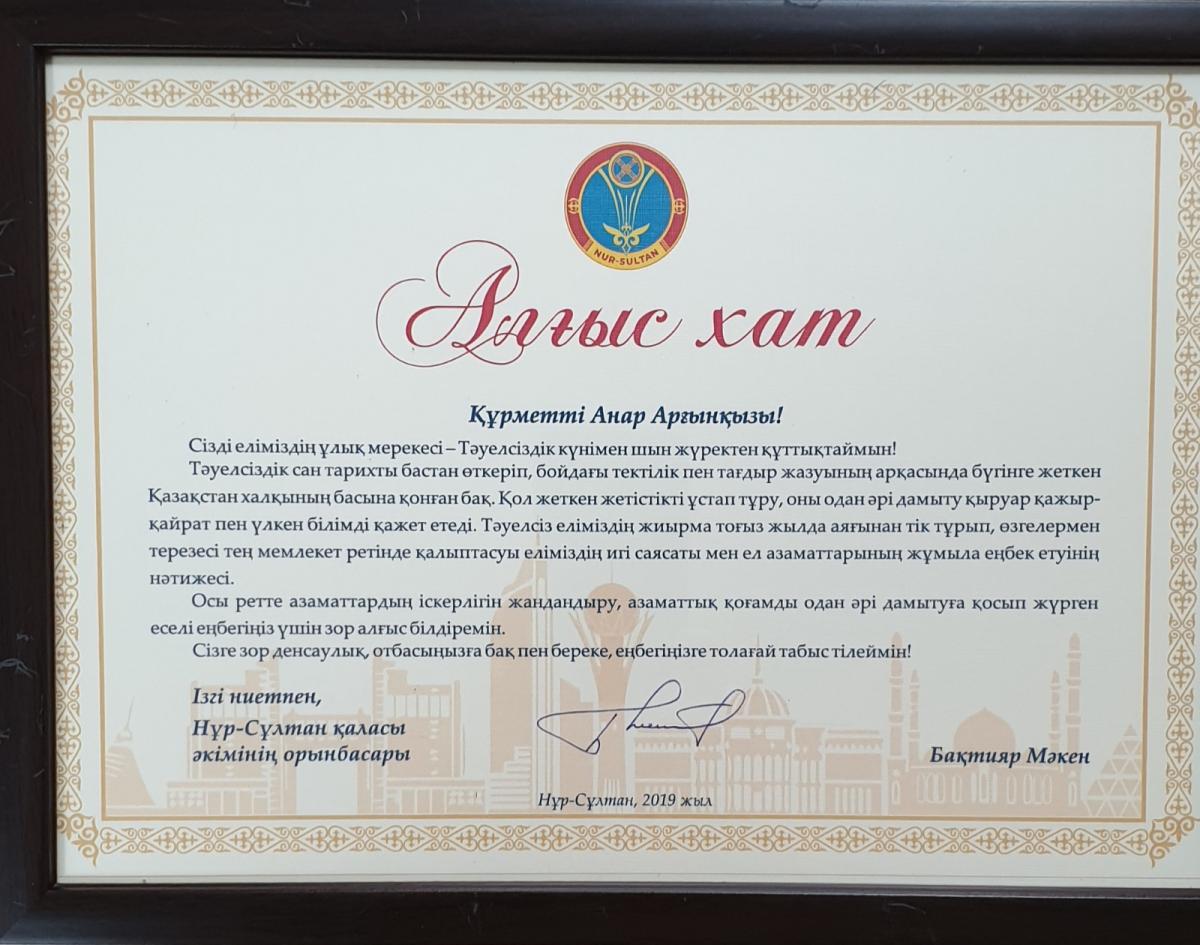 NUR-SULTAN
Алғыс хат
Құрметті Анар Арғынқызы!
Сізді еліміздің ұлық мерекесі – Тәуелсіздік күнімен шын жүректен құттықтаймын!
Тәуелсіздік сан тарихты бастан өткеріп, бойдағы тектілік пен тағдыр жазуының арқасында бүгінге жеткен
Қазақстан халқының басына қонған бақ. Қол жеткен жетістікті ұстап тұру, оны одан әрі дамыту қыруар қажыр-
қайрат пен үлкен білімді қажет етеді. Тәуелсіз еліміздің жиырма тоғыз жылда аяғынан тік тұрып, өзгелермен
терезесі тең мемлекет ретінде қалыптасуы еліміздің игі саясаты мен ел азаматтарының жұмыла еңбек етуінің
нәтижесі.
Осы ретте азаматтардың іскерлігін жандандыру, азаматтық қоғамды одан әрі дамытуға қосып жүрген
еселі еңбегіңіз үшін зор алғыс білдіремін.
Сізге зор денсаулық, отбасыңызға бақ пен береке, еңбегіңізге толағай табыс тілеймін!
Ізгі ниетпен,
Нұр-Сұлтан қаласы
әкімінің орынбасары
Бақтияр Мәкен
Нұр-Сұлтан, 2019 жыл